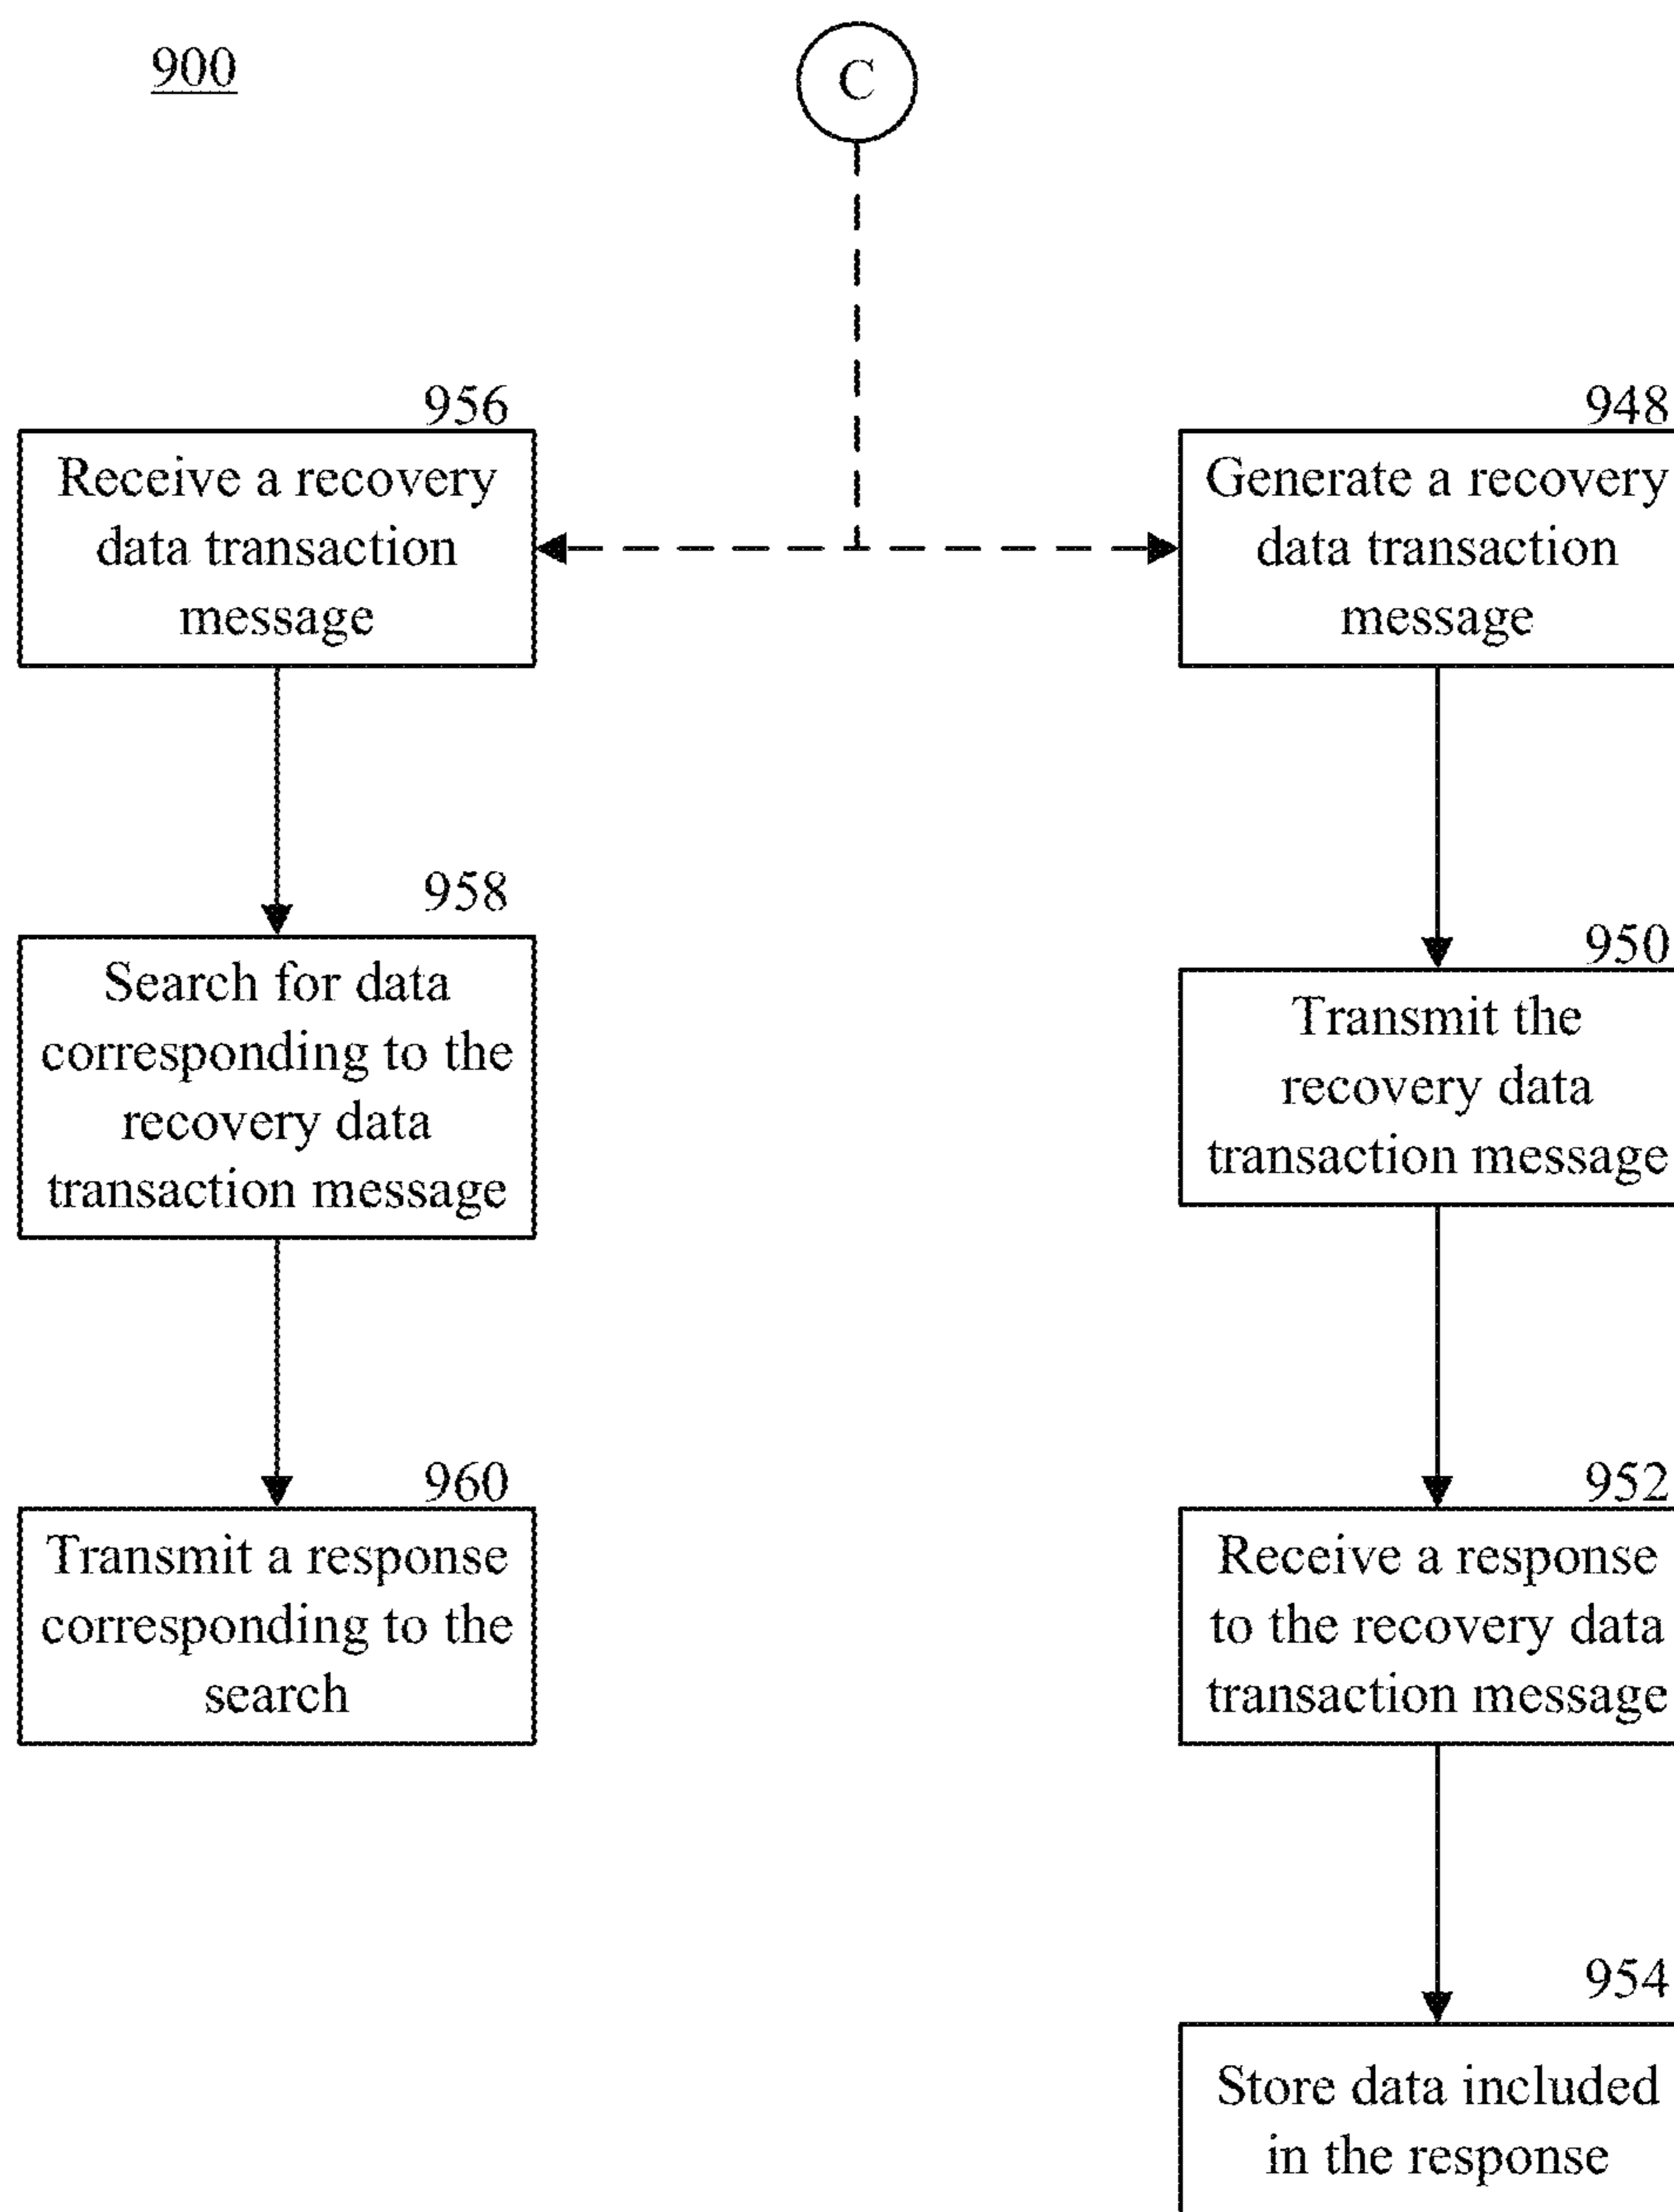 900
C
956
Receive a recovery
data transaction
message
948
Generate a recovery
data transaction
message
958
Search for data
corresponding to the
recovery data
transaction message
950
Transmit the
recovery data
transaction message
960
Transmit a response
corresponding to the
search
952
Receive a response
to the recovery data
transaction message
954
Store data included
in the response